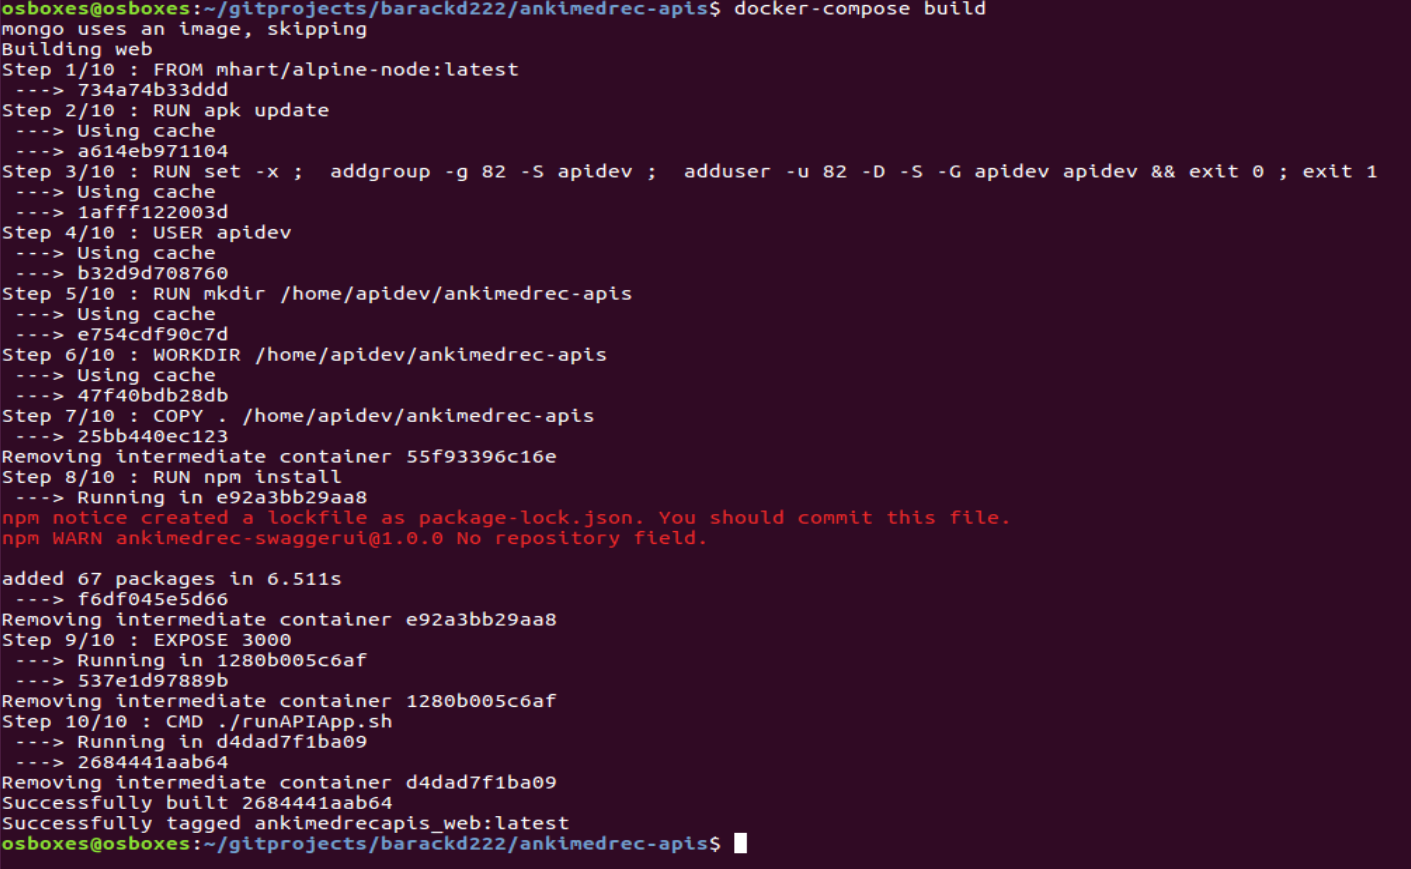 osboxes@osboxes:~/gitprojects/barackd222/ankimedrec-apis$ docker-compose build
mongo uses an image, skipping
Building web
Step 1/10 : FROM mhart/alpine-node:latest
 ---> 734a74b33ddd
Step 2/10 : RUN apk update
 ---> Using cache
 ---> a614eb971104
Step 3/10 : RUN set -x ;  addgroup -g 82 -S apidev ;  adduser -u 82 -D -S -G apidev apidev && exit 0 ; exit 1
 ---> Using cache
 ---> 1afff122003d
Step 4/10 : USER apidev
 ---> Using cache
 ---> b32d9d708760
Step 5/10 : RUN mkdir /home/apidev/ankimedrec-apis
 ---> Using cache
 ---> e754cdf90c7d
Step 6/10 : WORKDIR /home/apidev/ankimedrec-apis
 ---> Using cache
 ---> 47f40bdb28db
Step 7/10 : COPY . /home/apidev/ankimedrec-apis
 ---> 25bb440ec123
Removing intermediate container 55f93396c16e
Step 8/10 : RUN npm install
 ---> Running in e92a3bb29aa8
npm notice created a lockfile as package-lock.json. You should commit this file.
npm WARN ankimedrec-swaggerui@1.0.0 No repository field.
added 67 packages in 6.511s
 ---> f6df045e5d66
Removing intermediate container e92a3bb29aa8
Step 9/10 : EXPOSE 3000
 ---> Running in 1280b005c6af
 ---> 537e1d97889b
Removing intermediate container 1280b005c6af
Step 10/10 : CMD ./runAPIApp.sh
 ---> Running in d4dad7f1ba09
 ---> 2684441aab64
Removing intermediate container d4dad7f1ba09
Successfully built 2684441aab64
Successfully tagged ankimedrecapis_web:latest
osboxes@osboxes:~/gitprojects/barackd222/ankimedrec-apis$